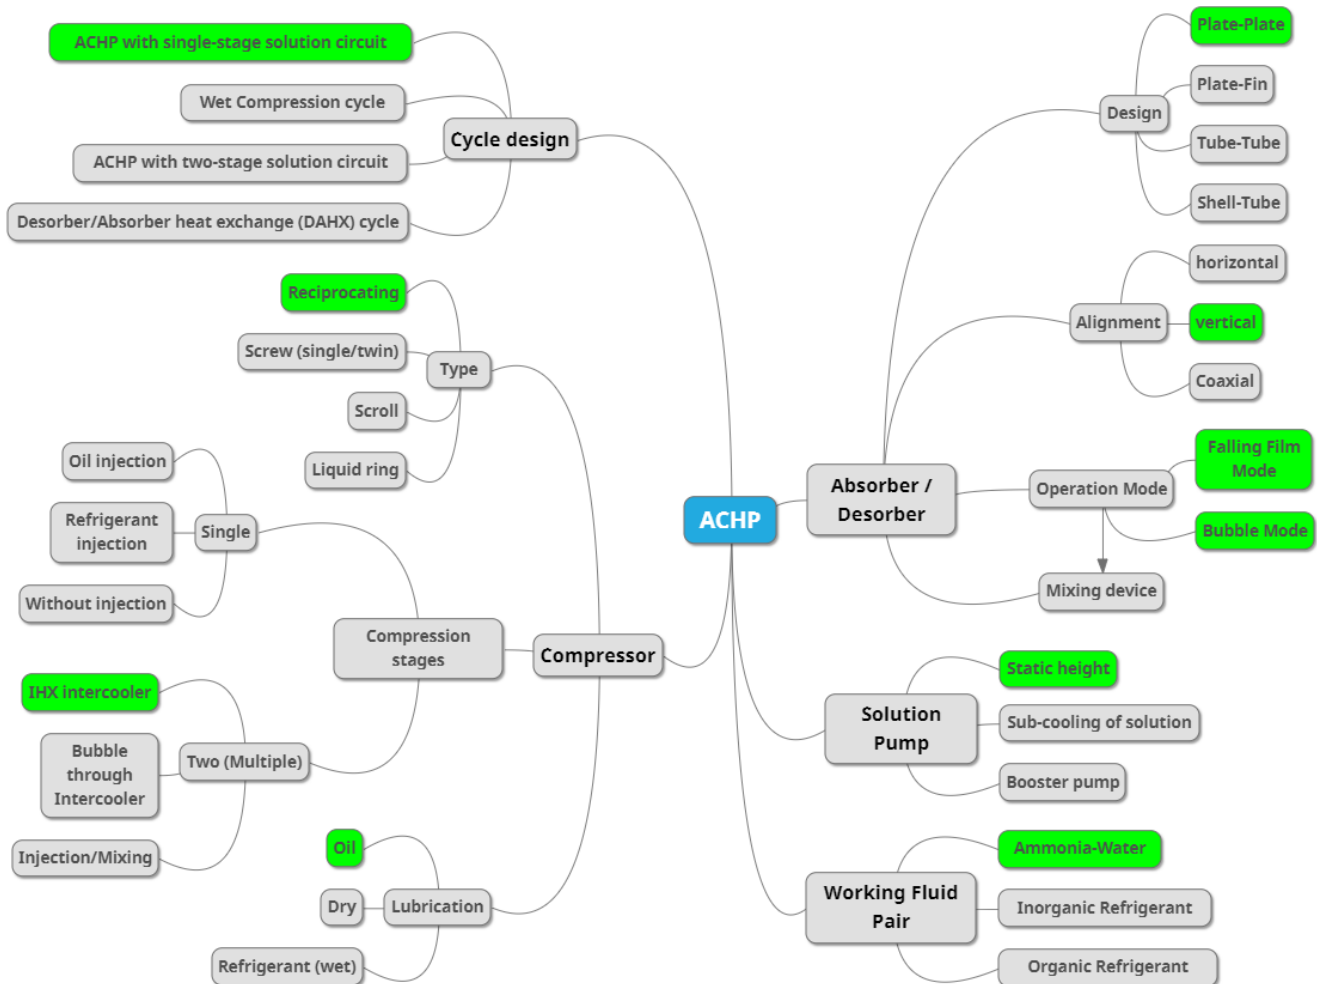 ACHP
Cycle design
ACHP with single-stage solution circuit
Wet Compression cycle
ACHP with two-stage solution circuit
Desorber/Absorber heat exchange (DAHX) cycle
Compressor
Type
Reciprocating
Screw (single/twin)
Scroll
Liquid ring
Compression
stages
Single
Oil injection
Refrigerant
injection
Without injection
Two (Multiple)
IHX intercooler
Bubble
through
Intercooler
Injection/Mixing
Lubrication
Oil
Dry
Refrigerant (wet)
Absorber /
Desorber
Design
Plate-Plate
Plate-Fin
Tube-Tube
Shell-Tube
Alignment
horizontal
vertical
Coaxial
Operation Mode
Falling Film
Mode
Bubble Mode
Mixing device
Solution
Pump
Static height
Sub-cooling of solution
Booster pump
Working Fluid
Pair
Ammonia-Water
Inorganic Refrigerant
Organic Refrigerant